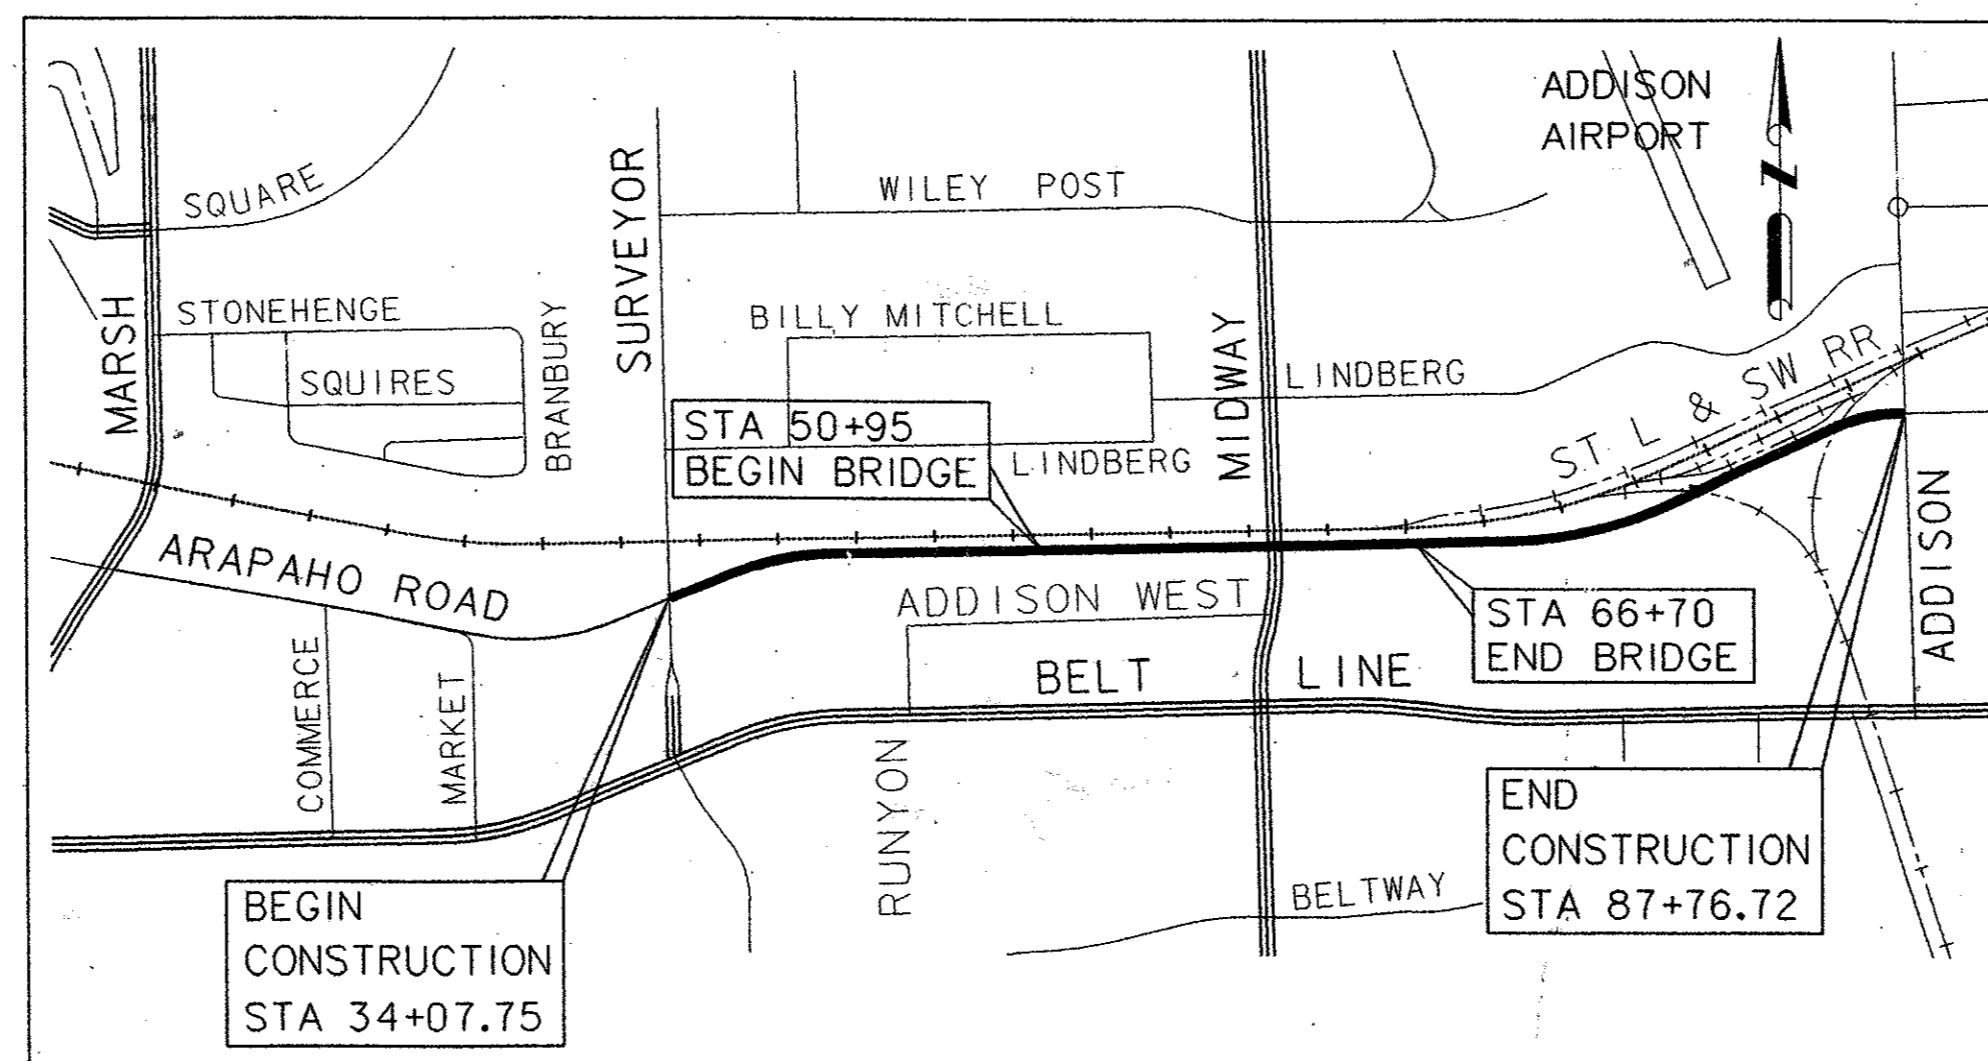 ADDISON
AIRPORT
N
SQUARE
WILEY POST
SURVEYOR
MARSH
STONEHENGE
SQUIRES
BRANBURY
BILLY MITCHELL
MIDWAY
LINDBERG
ST L & SW RR
STA 50+95
BEGIN BRIDGE
LINDBERG
ARAPAHO ROAD
ADDISON WEST
STA 66+70
END BRIDGE
ADDISON
BELT LINE
COMMERCE
MARKET
RUNYON
BELTWAY
END
CONSTRUCTION
STA 87+76.72
BEGIN
CONSTRUCTION
STA 34+07.75